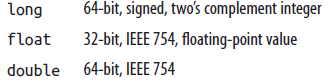 long 64-bit, signed, two’s complement integer
float 32-bit, IEEE 754, floating-point value
double 64-bit, IEEE 754